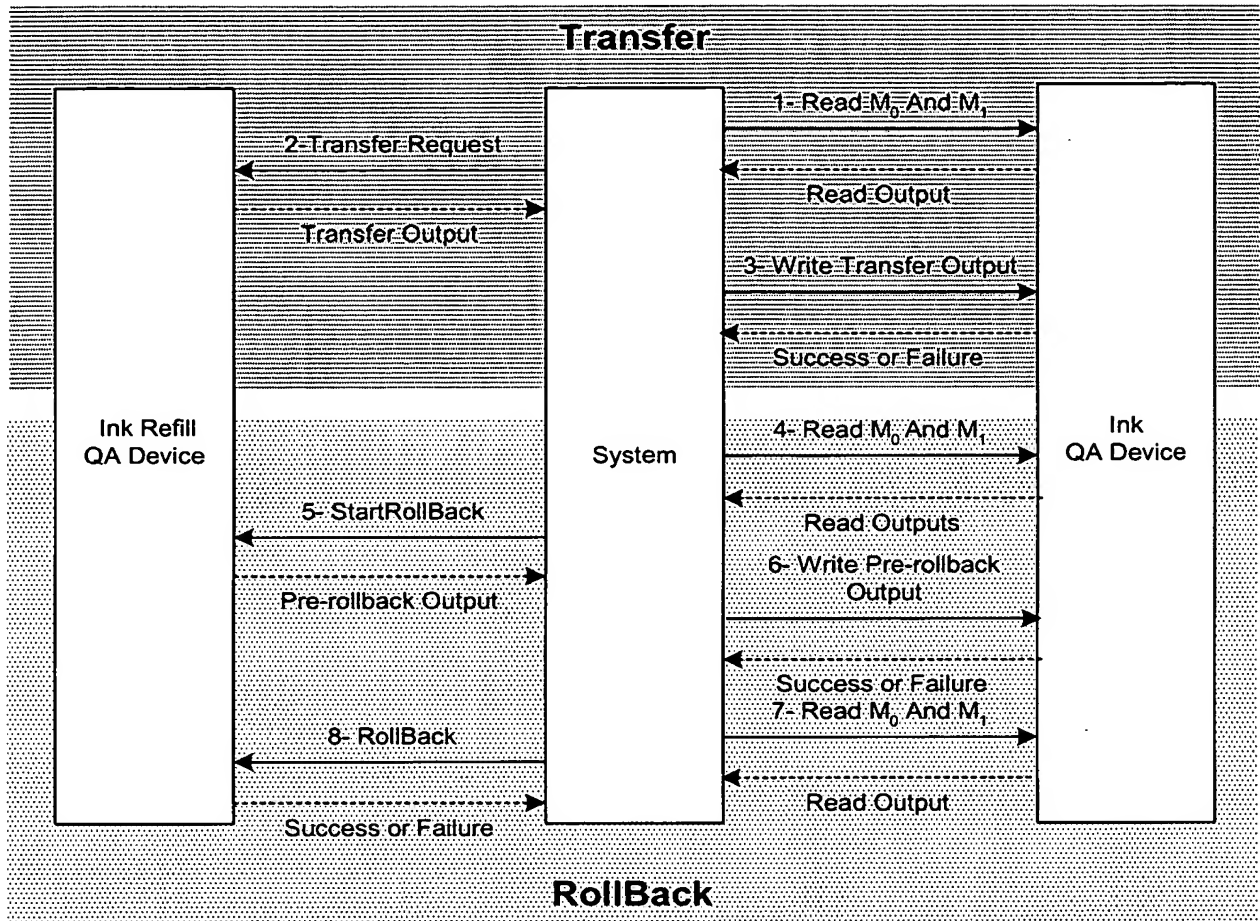 Transfer
1- Read M₀ And M₁
2-Transfer Request
Read Output
Transfer Output
3- Write Transfer Output
Success or Failure
Ink Refill
QA Device
System
Ink
QA Device
4- Read M₀ And M₁
Read Outputs
5- StartRollBack
Pre-rollback Output
6- Write Pre-rollback
Output
Success or Failure
7- Read M₀ And M₁
8- RollBack
Read Output
Success or Failure
RollBack